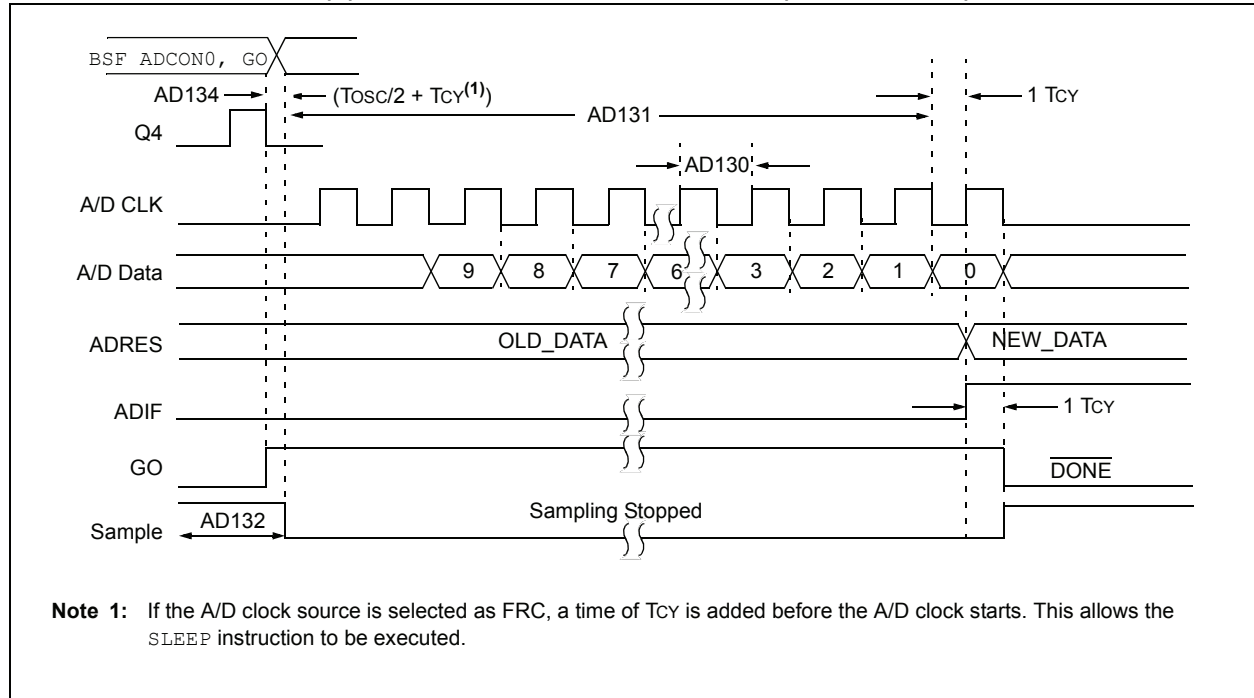 BSF ADCON0, GO
AD134
(TOSC/2 + TCY(1))
1 TCY
AD131
Q4
AD130
A/D CLK
A/D Data
9
8
7
6
3
2
1
0
ADRES
OLD_DATA
NEW_DATA
ADIF
1 TCY
GO
DONE
Sample
AD132
Sampling Stopped
Note 1: If the A/D clock source is selected as FRC, a time of TCY is added before the A/D clock starts. This allows the
SLEEP instruction to be executed.